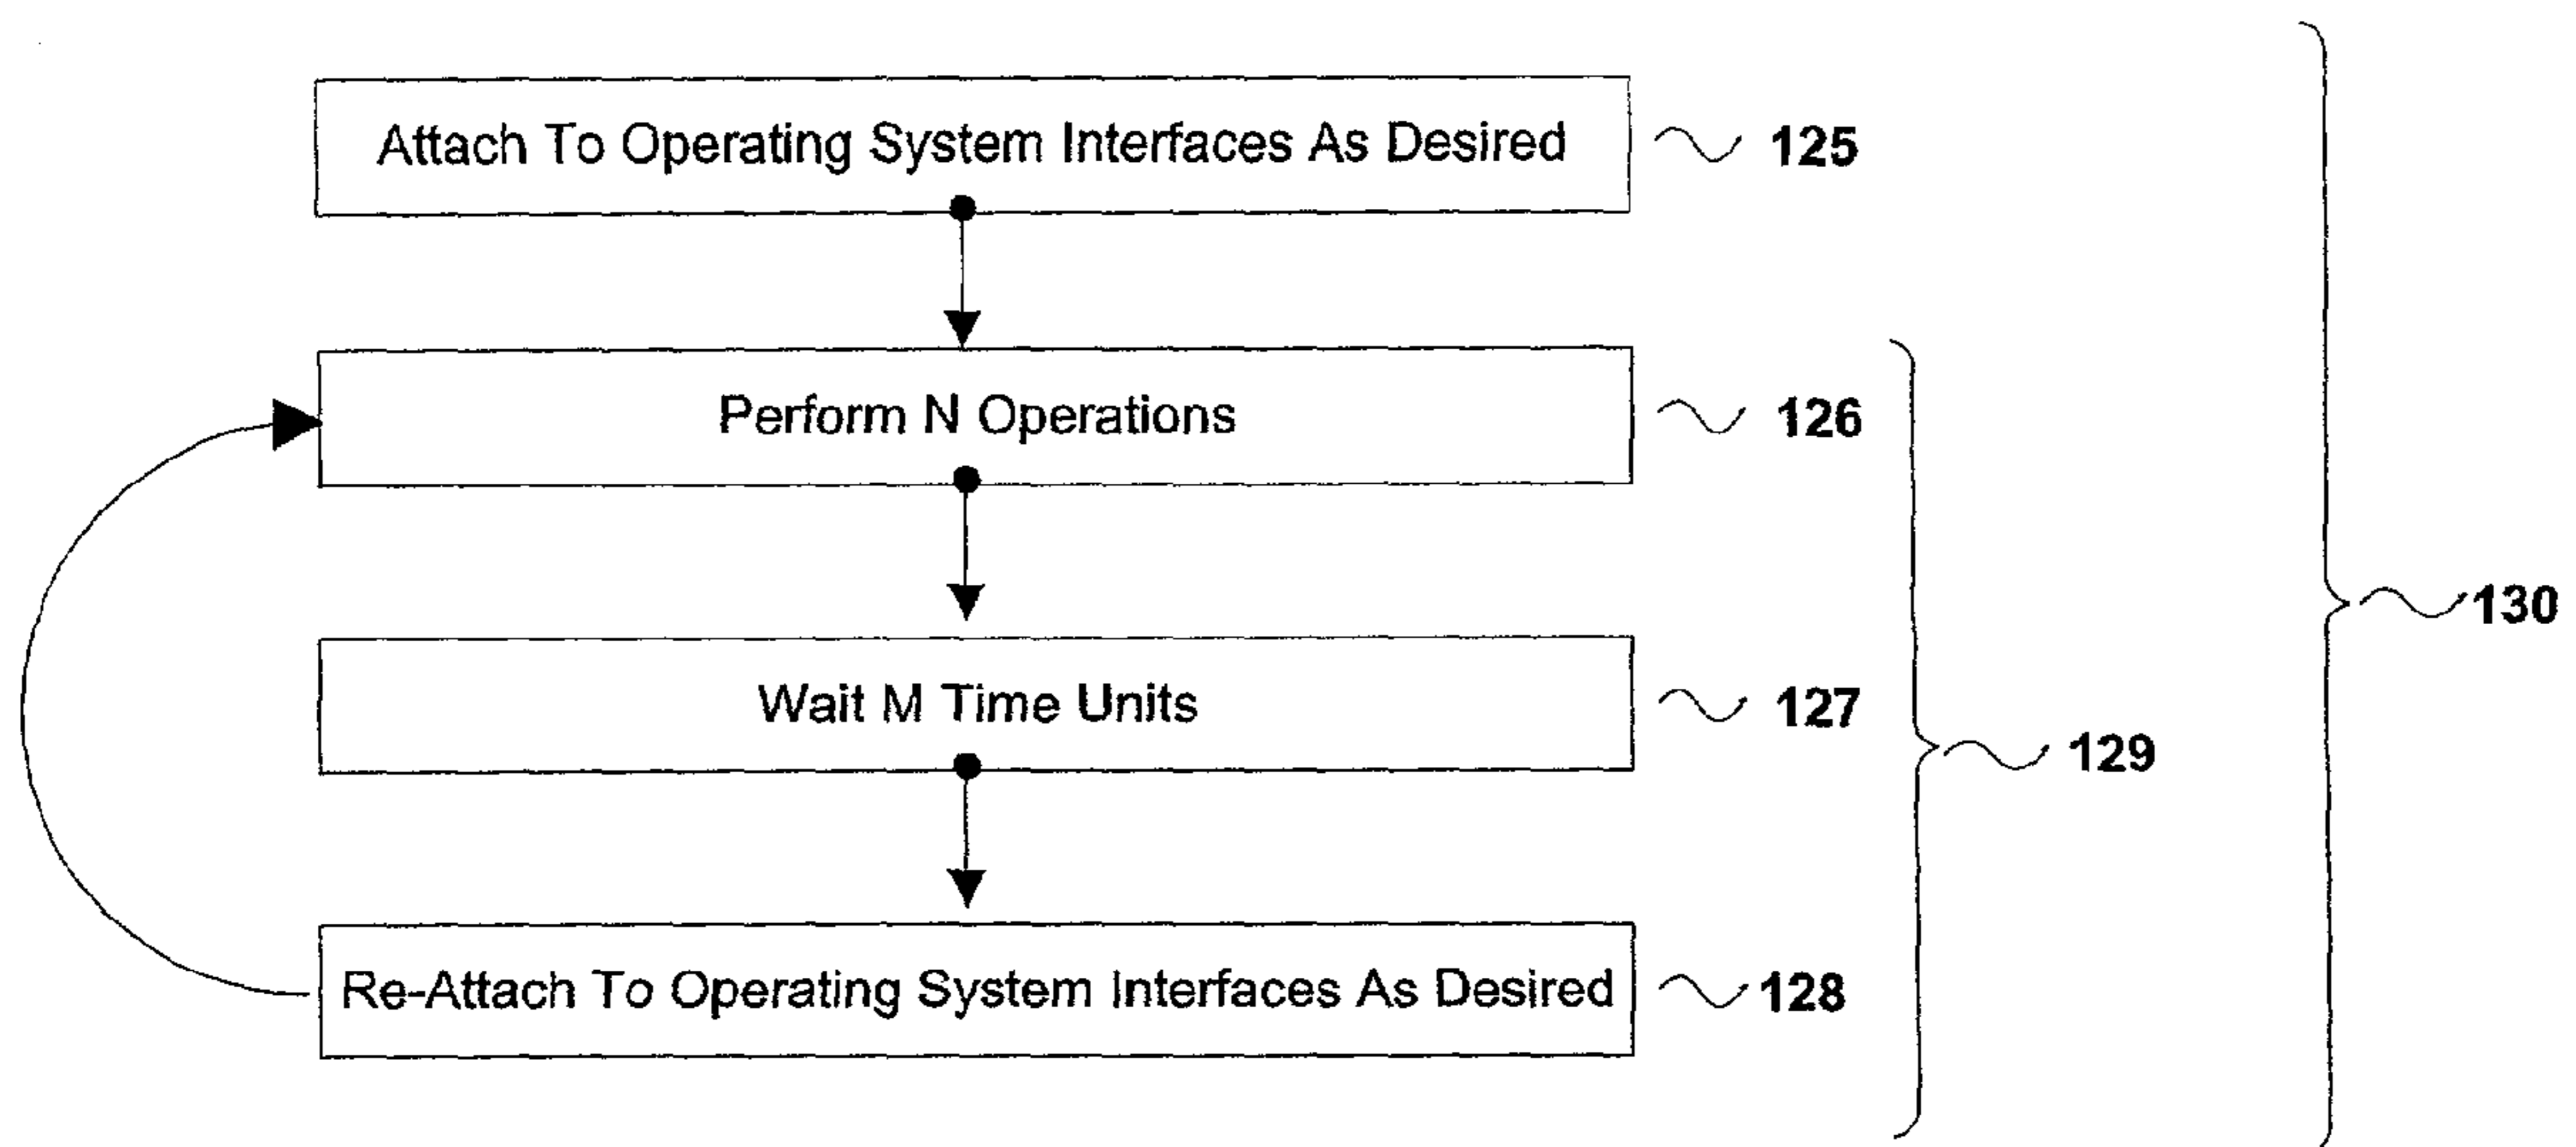 Attach To Operating System Interfaces As Desired 125
Perform N Operations 126
Wait M Time Units 127
Re-Attach To Operating System Interfaces As Desired 128
129
130